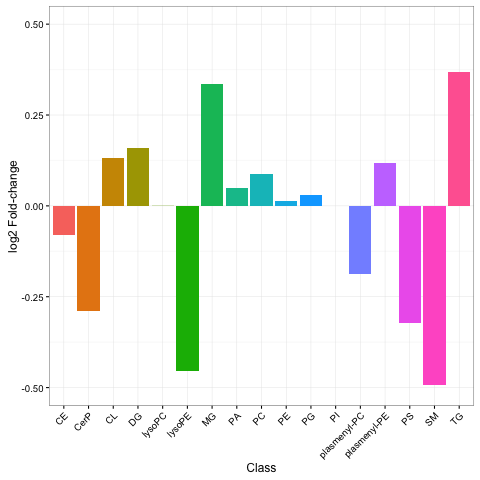 0.50
0.25
0.00
-0.25
-0.50
log2 Fold-change
CE
CerP
CL
DG
lysoPC
lysoPE
MG
PA
PC
PE
PG
PI
plasmenyl-PC
plasmenyl-PE
PS
SM
TG
Class